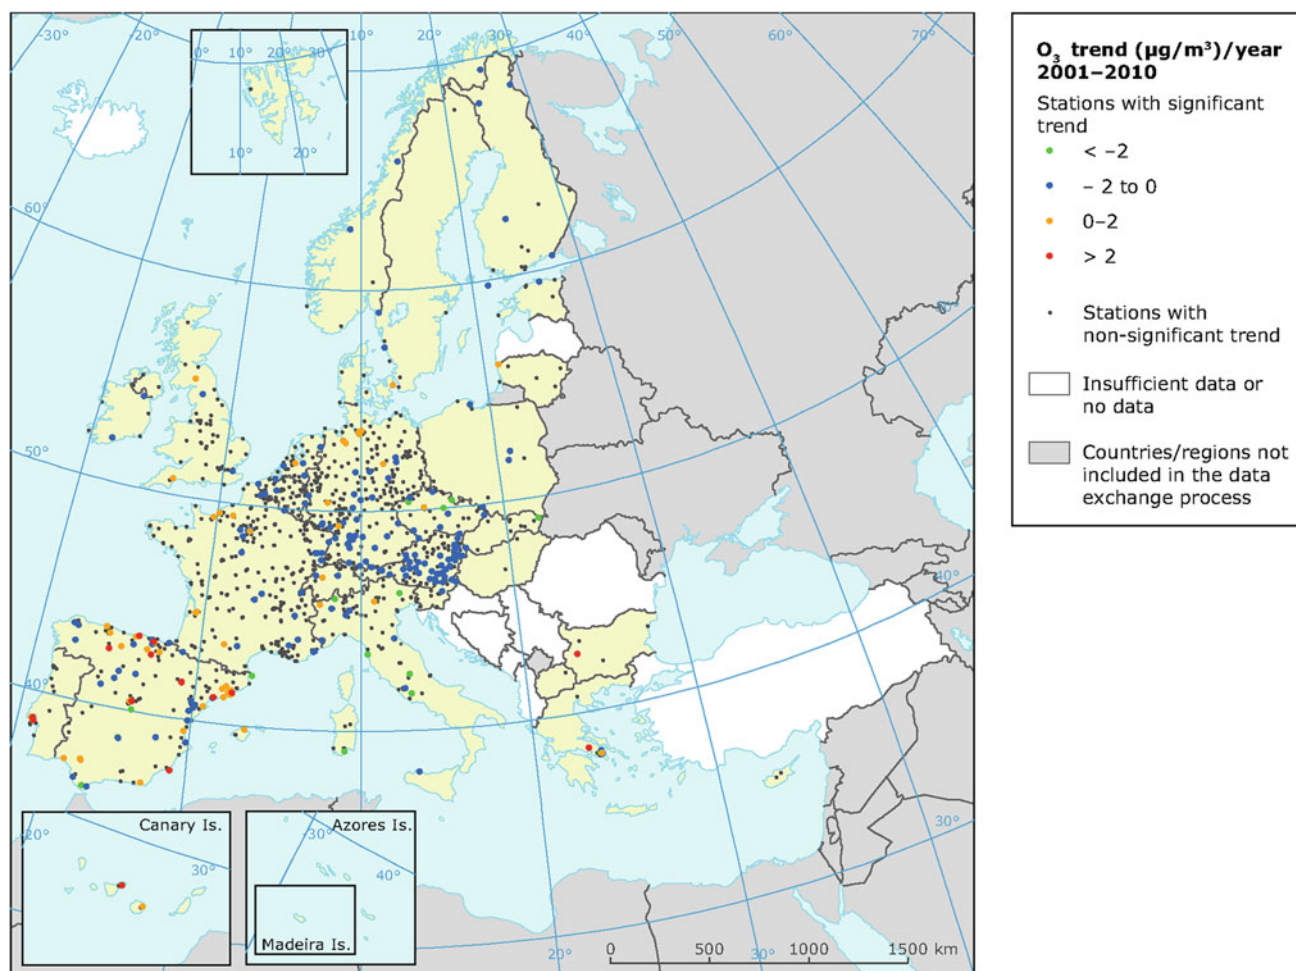 -30°
-20°
-10°
0°
10°
20°
30°
40°
50°
60°
70°
0°
10°
20°
30°
10°
20°
60°
50°
50°
40°
40°
Canary Is.
-20°
30°
Azores Is.
-30°
40°
Madeira Is.
0
500
1000
1500 km
20°
30°
30°
O₃ trend (µg/m³)/year
2001–2010
Stations with significant
trend
< –2
– 2 to 0
0–2
> 2
Stations with
non-significant trend
Insufficient data or
no data
Countries/regions not
included in the data
exchange process